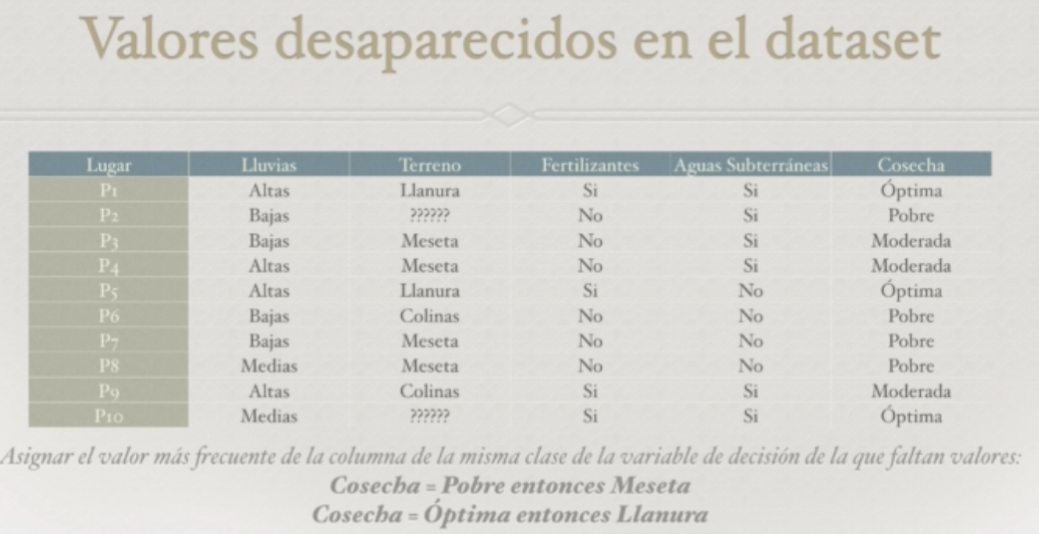 Valores desaparecidos en el dataset
Lugar Lluvias Terreno Fertilizantes Aguas Subterráneas Cosecha
P1 Altas Llanura Si Si Óptima
P2 Bajas ?????? No Si Pobre
P3 Bajas Meseta No Si Moderada
P4 Altas Meseta No Si Moderada
P5 Altas Llanura Si No Óptima
P6 Bajas Colinas No No Pobre
P7 Bajas Meseta No No Pobre
P8 Medias Meseta No No Pobre
P9 Altas Colinas Si Si Moderada
P10 Medias ?????? Si Si Óptima
Asignar el valor más frecuente de la columna de la misma clase de la variable de decisión de la que faltan valores:
Cosecha = Pobre entonces Meseta
Cosecha = Óptima entonces Llanura